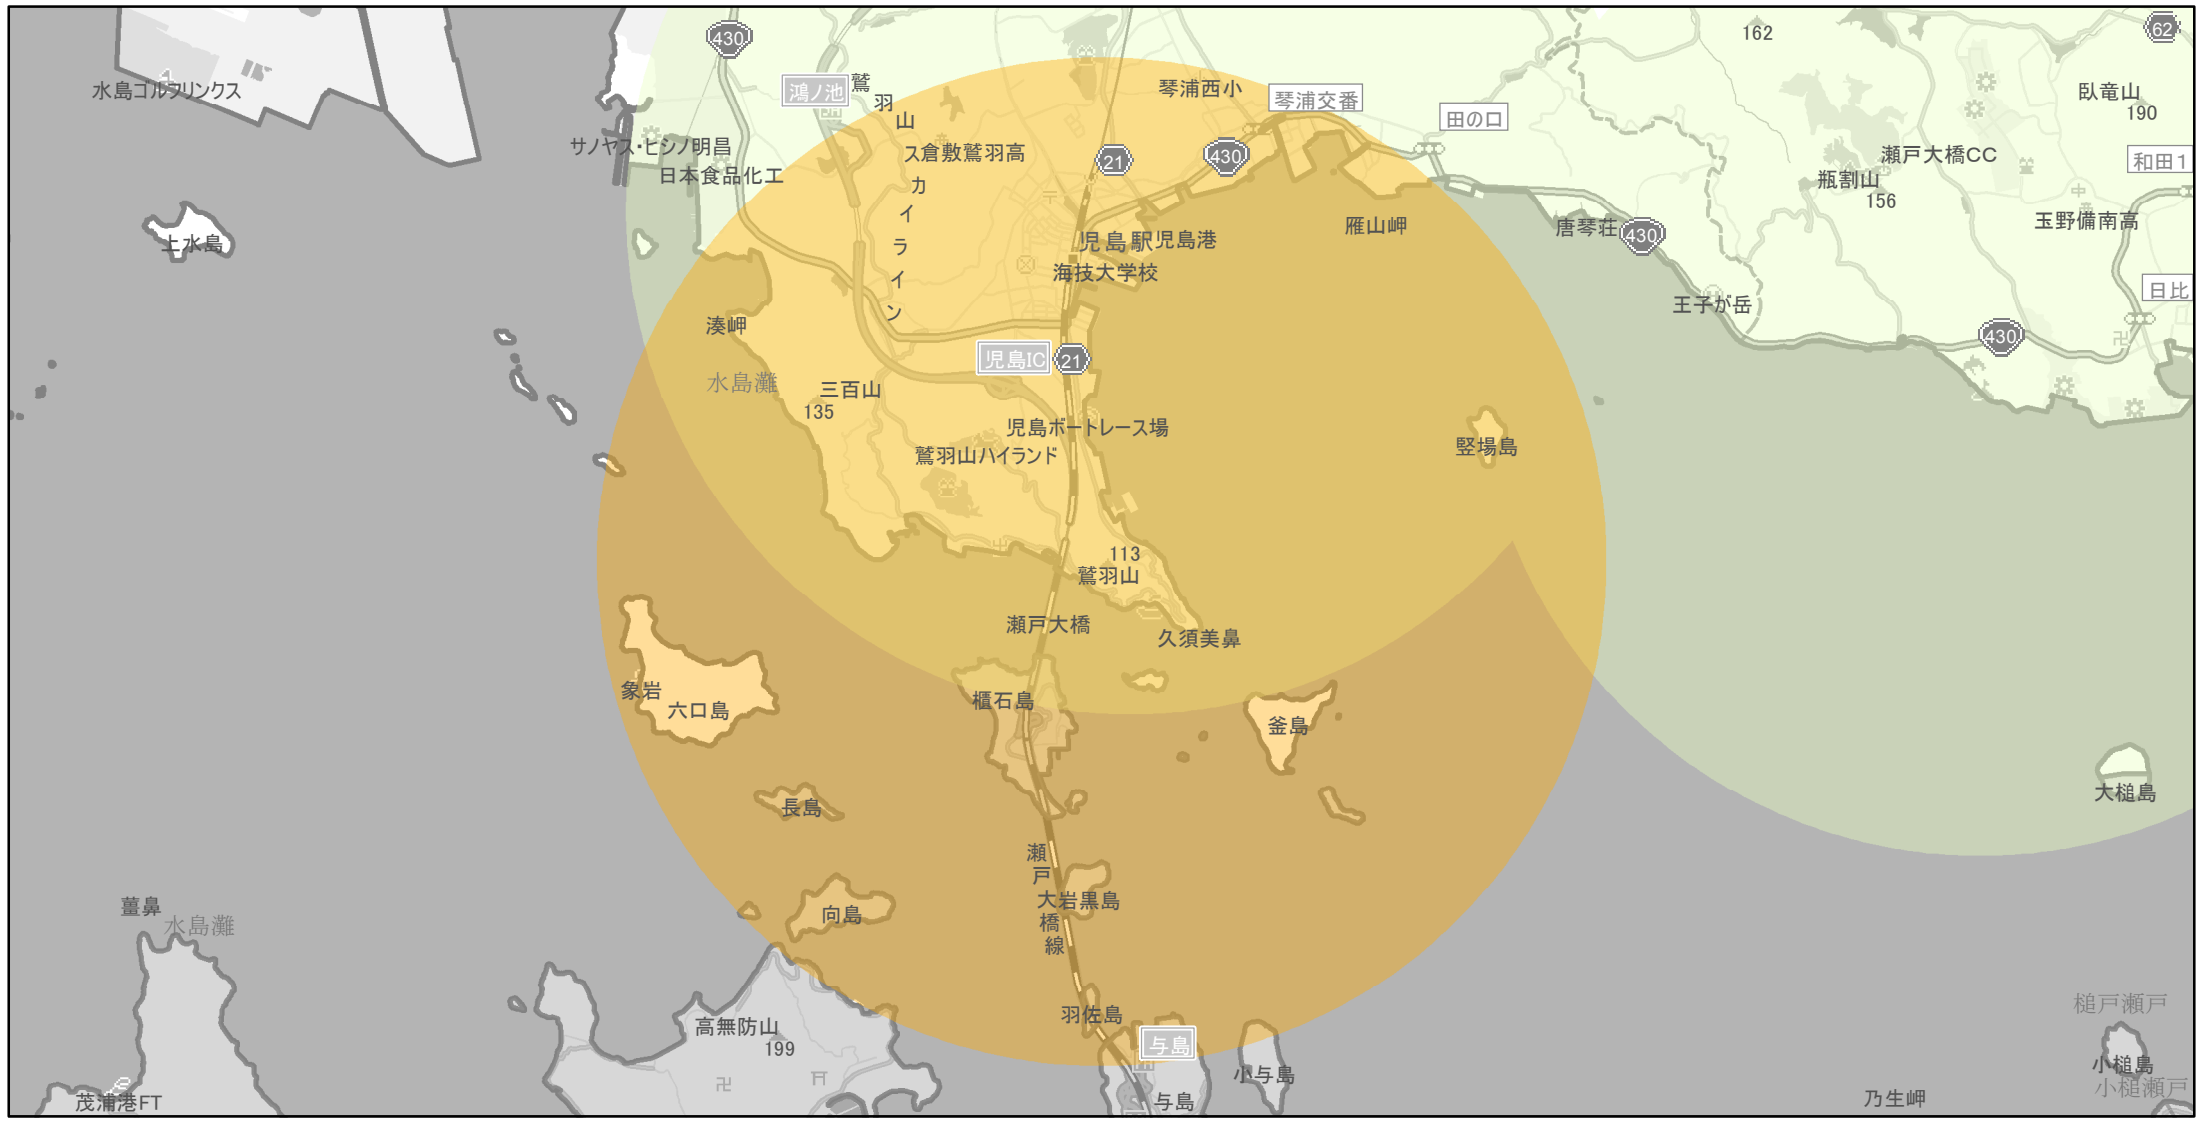 430
162
62
水島ゴルフリンクス
鴻ノ池
鷲羽山スカイライン
琴浦西小
琴浦交番
田の口
臥竜山
190
サノヤス・ヒシノ明昌
倉敷鷲羽高
21
430
瀬戸大橋CC
和田1
日本食品化工
瓶割山
156
上水島
児島駅
児島港
雁山岬
唐琴荘
430
玉野備南高
海技大学校
日比
王子が岳
湊岬
430
児島IC
21
水島灘
三百山
135
児島ボートレース場
鷲羽山ハイランド
竪場島
113
鷲羽山
瀬戸大橋
久須美鼻
象岩
六口島
櫃石島
釜島
大槌島
長島
瀬戸大橋線
岩黒島
向島
薑鼻
水島灘
羽佐島
槌戸瀬戸
高無防山
199
与島
小槌島
小与島
小槌瀬戸
茂浦港FT
与島
乃生岬